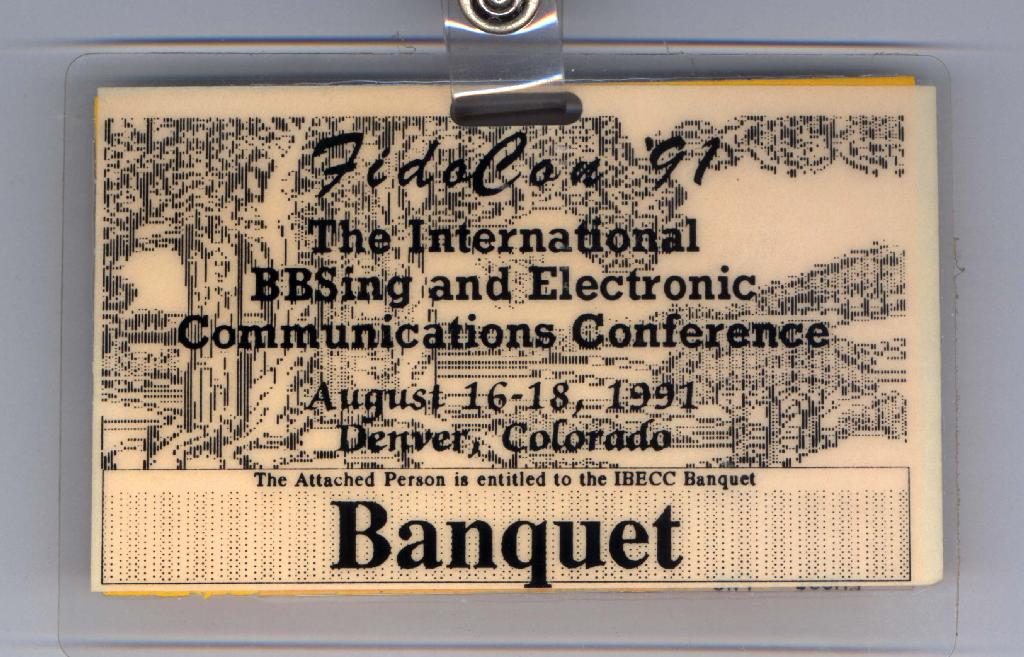 FidoCon '91
The International
BBSing and Electronic
Communications Conference
August 16-18, 1991
Denver, Colorado
The Attached Person is entitled to the IBECC Banquet
Banquet